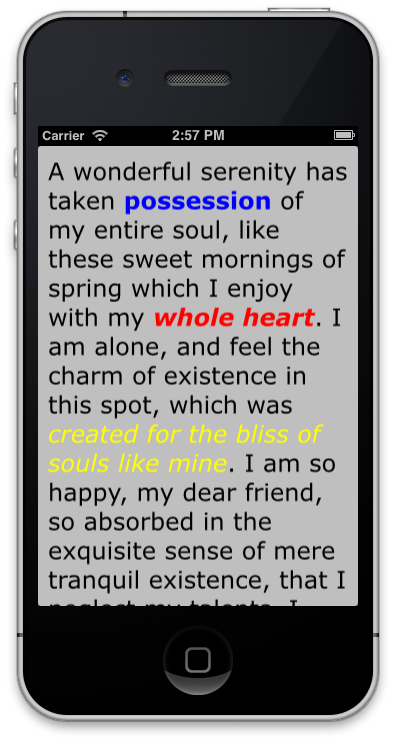 Carrier 2:57 PM
A wonderful serenity has
taken possession of
my entire soul, like
these sweet mornings of
spring which I enjoy
with my whole heart. I
am alone, and feel the
charm of existence in
this spot, which was
created for the bliss of
souls like mine. I am so
happy, my dear friend,
so absorbed in the
exquisite sense of mere
tranquil existence, that I
neglect my talents. I